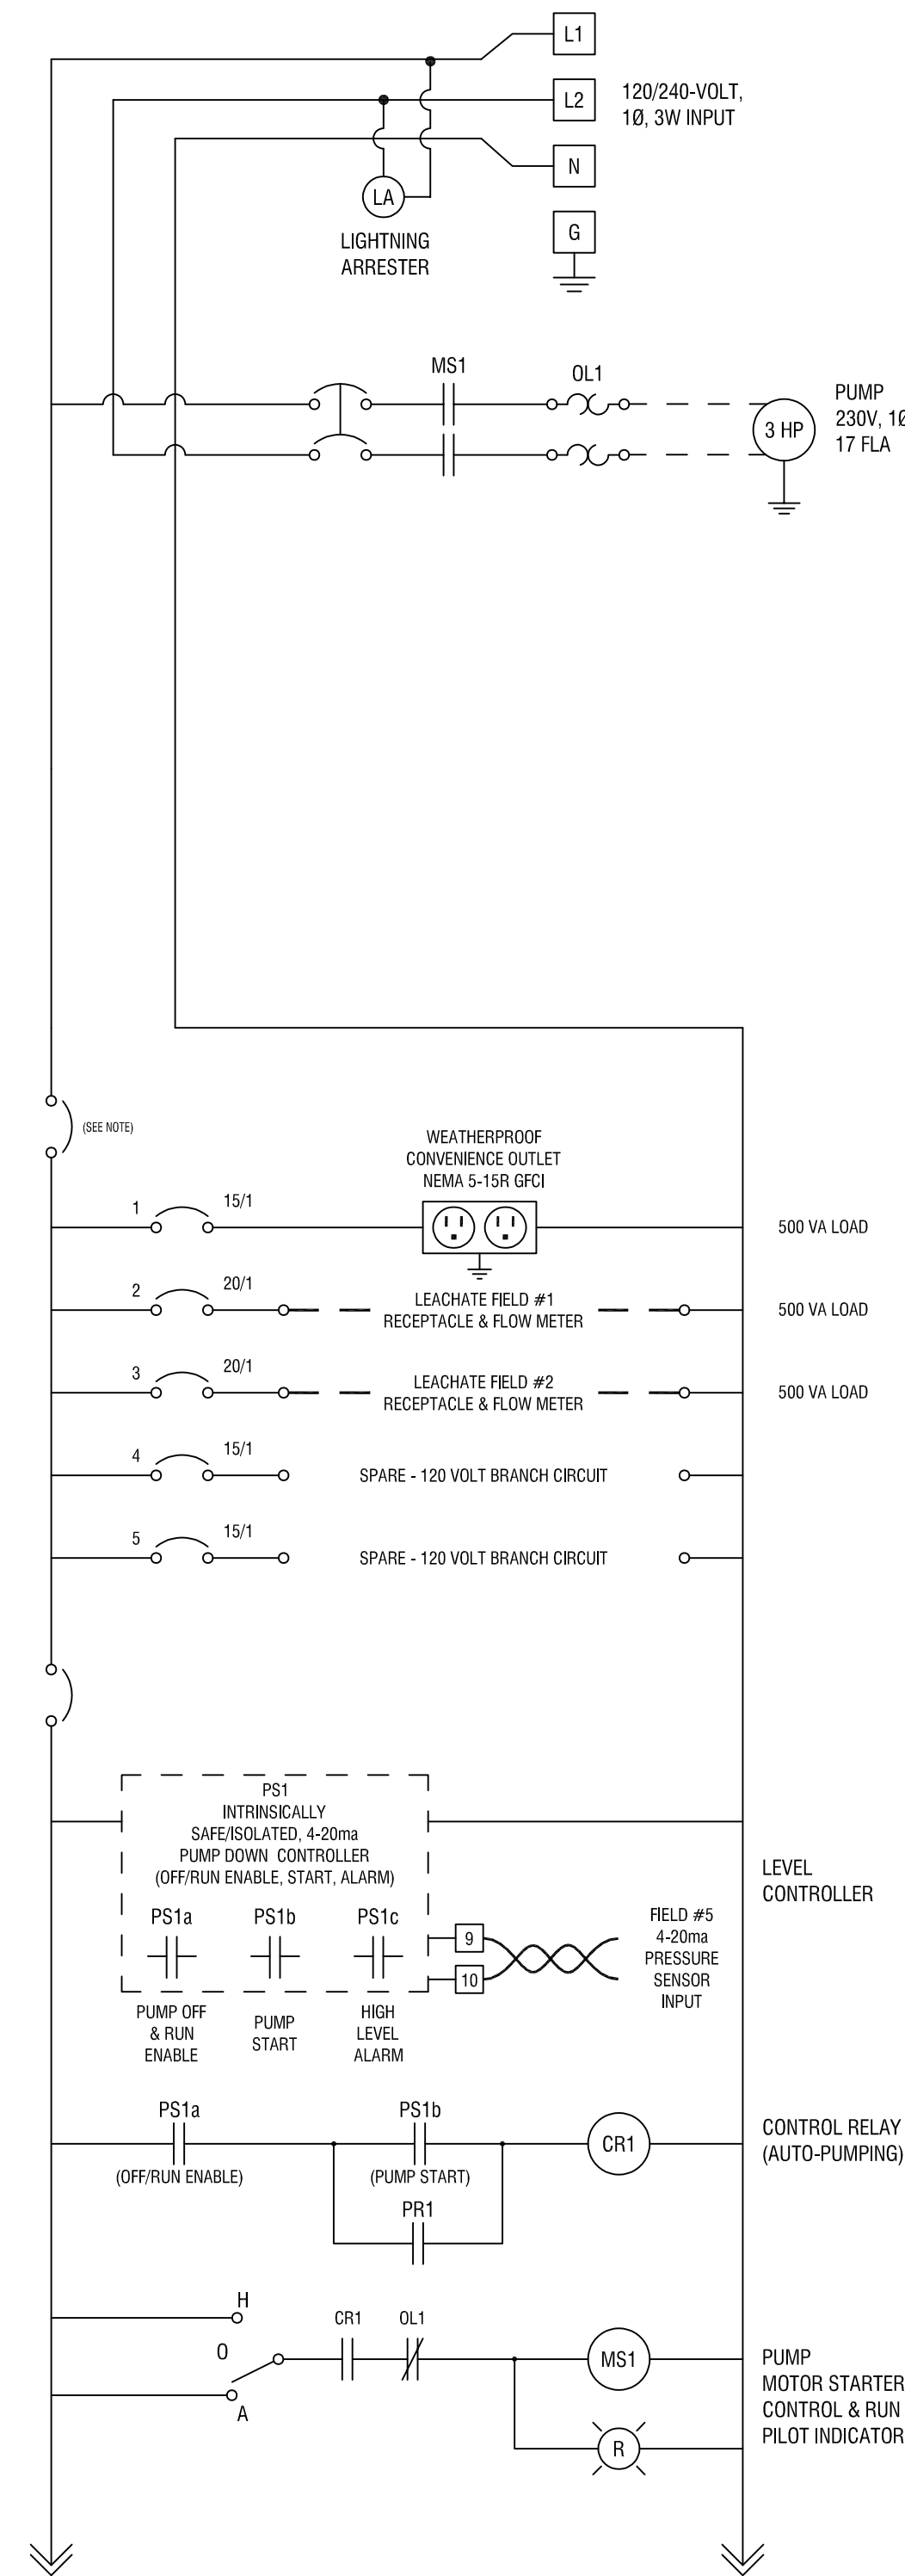 L1
L2
120/240-VOLT,
1Ø, 3W INPUT
N
LA
G
LIGHTNING
ARRESTER
MS1
OL1
3 HP
PUMP
230V, 1Ø
17 FLA
(SEE NOTE)
WEATHERPROOF
CONVENIENCE OUTLET
NEMA 5-15R GFCI
1
15/1
500 VA LOAD
2
20/1
LEACHATE FIELD #1
RECEPTACLE & FLOW METER
500 VA LOAD
3
20/1
LEACHATE FIELD #2
RECEPTACLE & FLOW METER
500 VA LOAD
4
15/1
SPARE - 120 VOLT BRANCH CIRCUIT
5
15/1
SPARE - 120 VOLT BRANCH CIRCUIT
PS1
INTRINSICALLY
SAFE/ISOLATED, 4-20ma
PUMP DOWN CONTROLLER
(OFF/RUN ENABLE, START, ALARM)
LEVEL
CONTROLLER
PS1a
PS1b
PS1c
9
10
FIELD #5
4-20ma
PRESSURE
SENSOR
INPUT
PUMP OFF
& RUN
ENABLE
PUMP
START
HIGH
LEVEL
ALARM
PS1a
(OFF/RUN ENABLE)
PS1b
(PUMP START)
PR1
CR1
CONTROL RELAY
(AUTO-PUMPING)
H
O
A
CR1
OL1
MS1
R
PUMP
MOTOR STARTER
CONTROL & RUN
PILOT INDICATOR